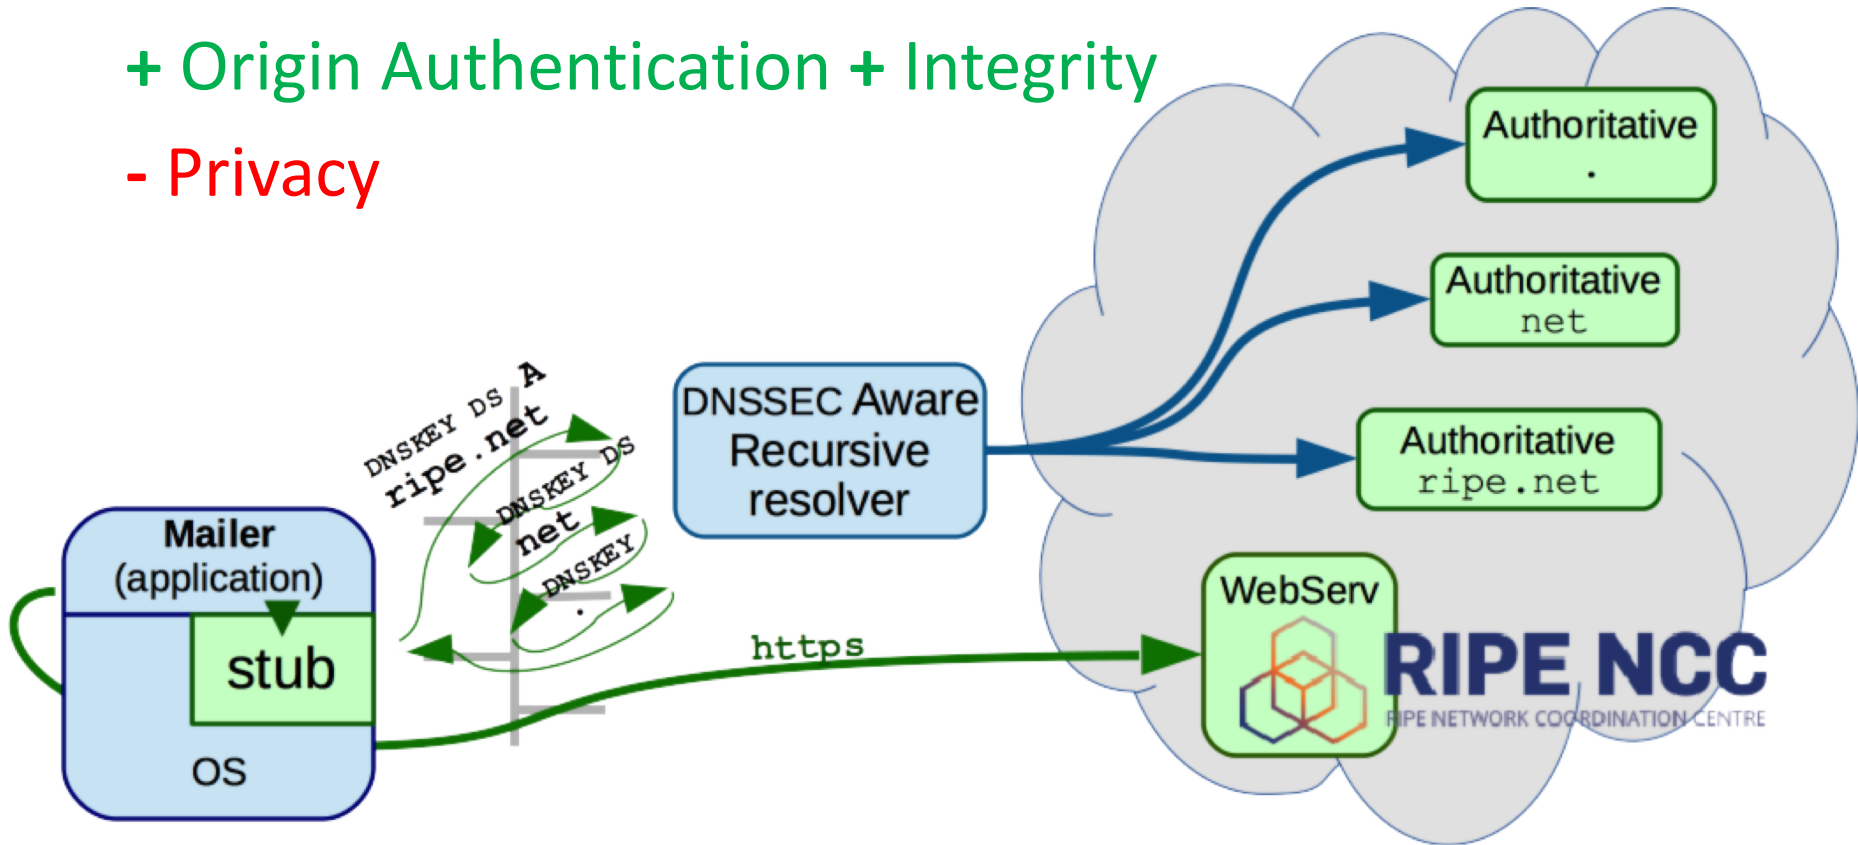 + Origin Authentication + Integrity
- Privacy
Authoritative
.
Authoritative
net
Authoritative
ripe.net
DNSSEC Aware
Recursive
resolver
DNSKEY DS A
ripe.net
DNSKEY DS
net
DNSKEY
.
Mailer
(application)
stub
OS
https
WebServ
RIPE NCC
RIPE NETWORK COORDINATION CENTRE